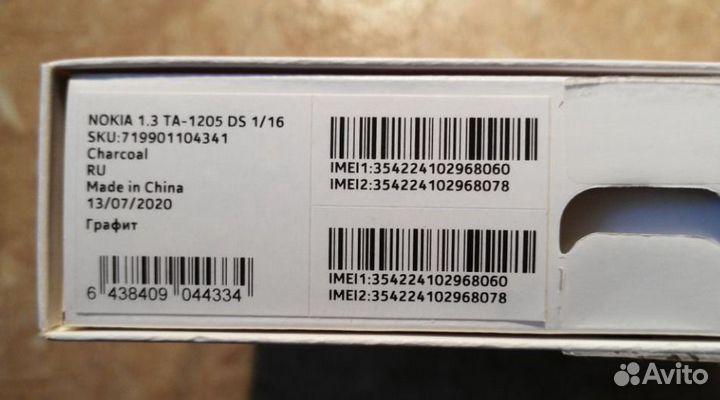 NOKIA 1.3 TA-1205 DS 1/16
SKU:719901104341
Charcoal
RU
Made in China
13/07/2020
Графит
6 438409 044334
IMEI1:354224102968060
IMEI2:354224102968078
IMEI1:354224102968060
IMEI2:354224102968078
Avito